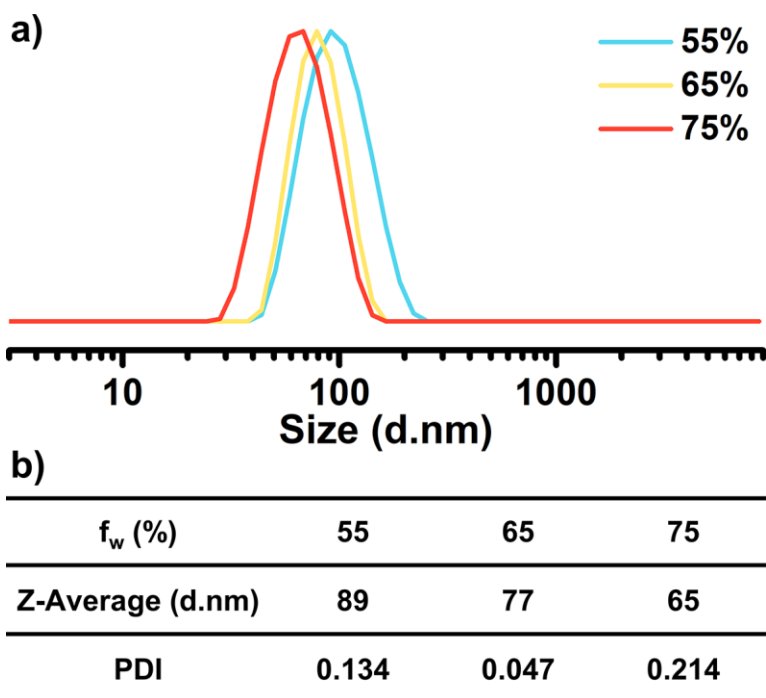 a)
55%
65%
75%
10 100 1000
Size (d.nm)
b)
f_w (%) 55 65 75
Z-Average (d.nm) 89 77 65
PDI 0.134 0.047 0.214